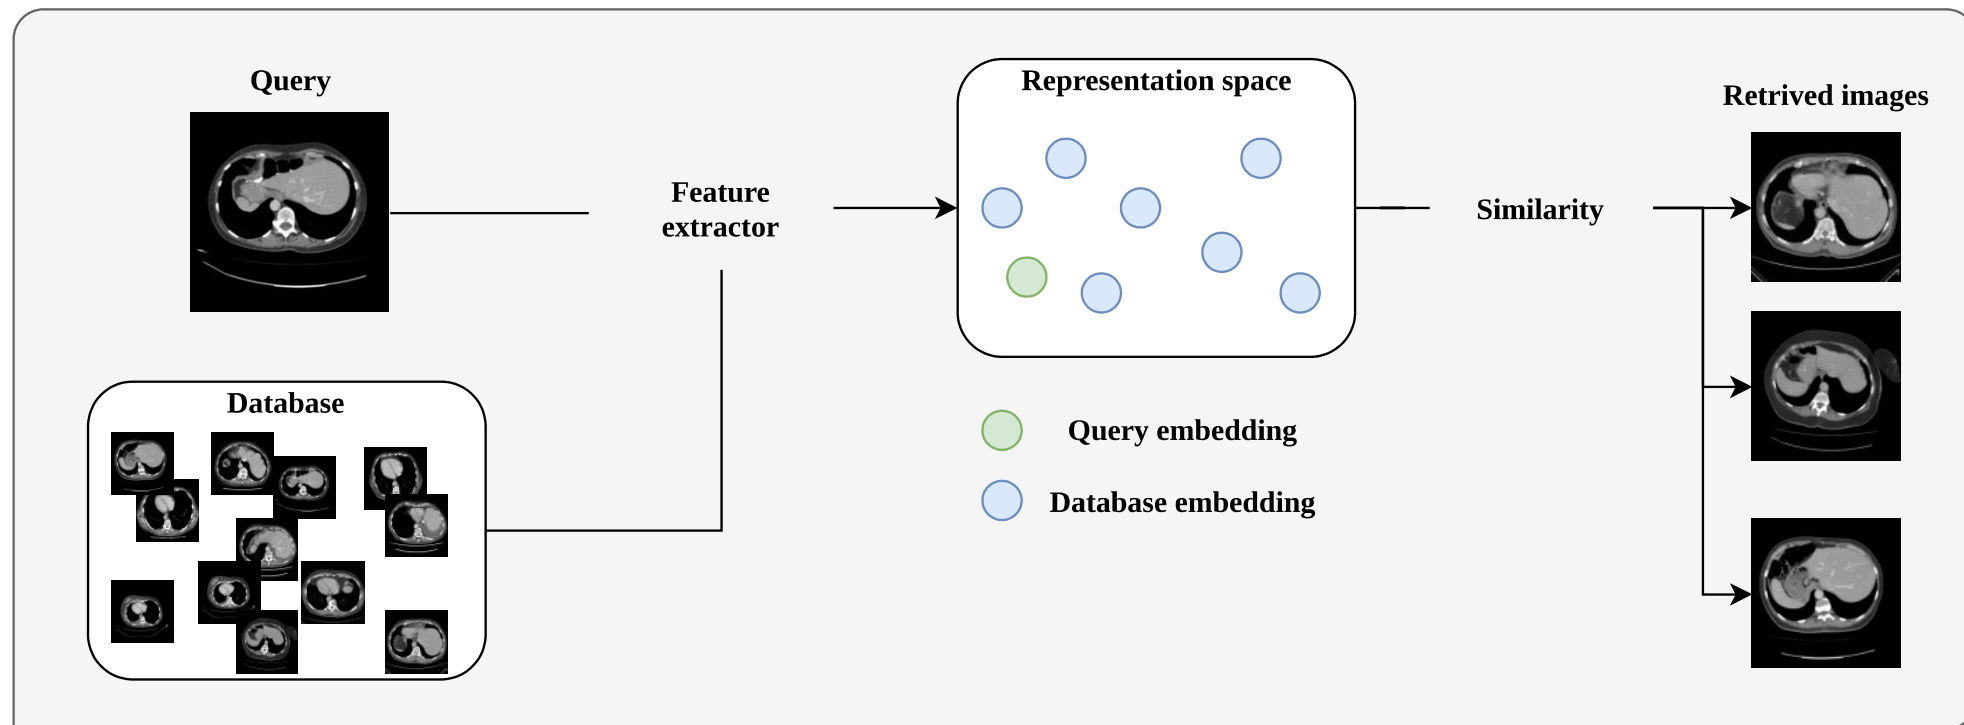 Query
Feature
extractor
Database
Representation space
Query embedding
Database embedding
Similarity
Retrived images